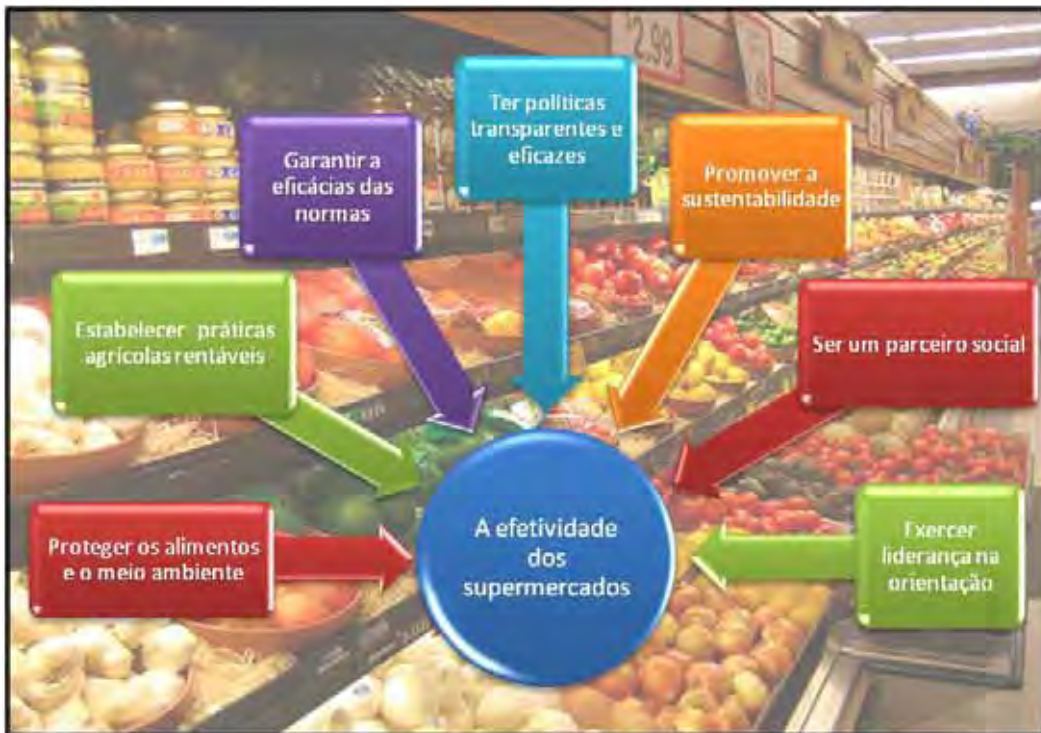 Ter políticas
transparentes e
eficazes
Garantir a
eficácias das
normas
Promover a
sustentabilidade
Estabelecer práticas
agrícolas rentáveis
Ser um parceiro social
Proteger os alimentos
e o meio ambiente
A efetividade
dos
supermercados
Exercer
liderança na
orientação
2.99